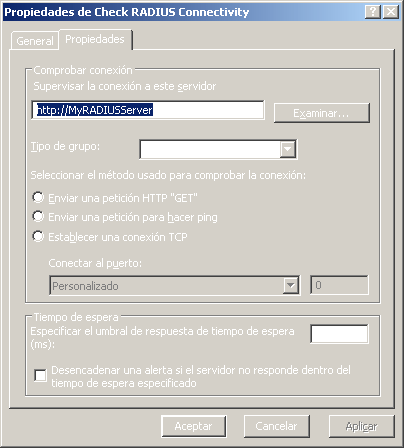 Propiedades de Check RADIUS Connectivity
General
Propiedades
Comprobar conexión
Supervisar la conexión a este servidor
http://MyRADIUSServer
Examinar...
Tipo de grupo:
Seleccionar el método usado para comprobar la conexión:
Enviar una petición HTTP "GET"
Enviar una petición para hacer ping
Establecer una conexión TCP
Conectar al puerto:
Personalizado
0
Tiempo de espera
Especificar el umbral de respuesta de tiempo de espera
(ms):
Desencadenar una alerta si el servidor no responde dentro del
tiempo de espera especificado
Aceptar
Cancelar
Aplicar